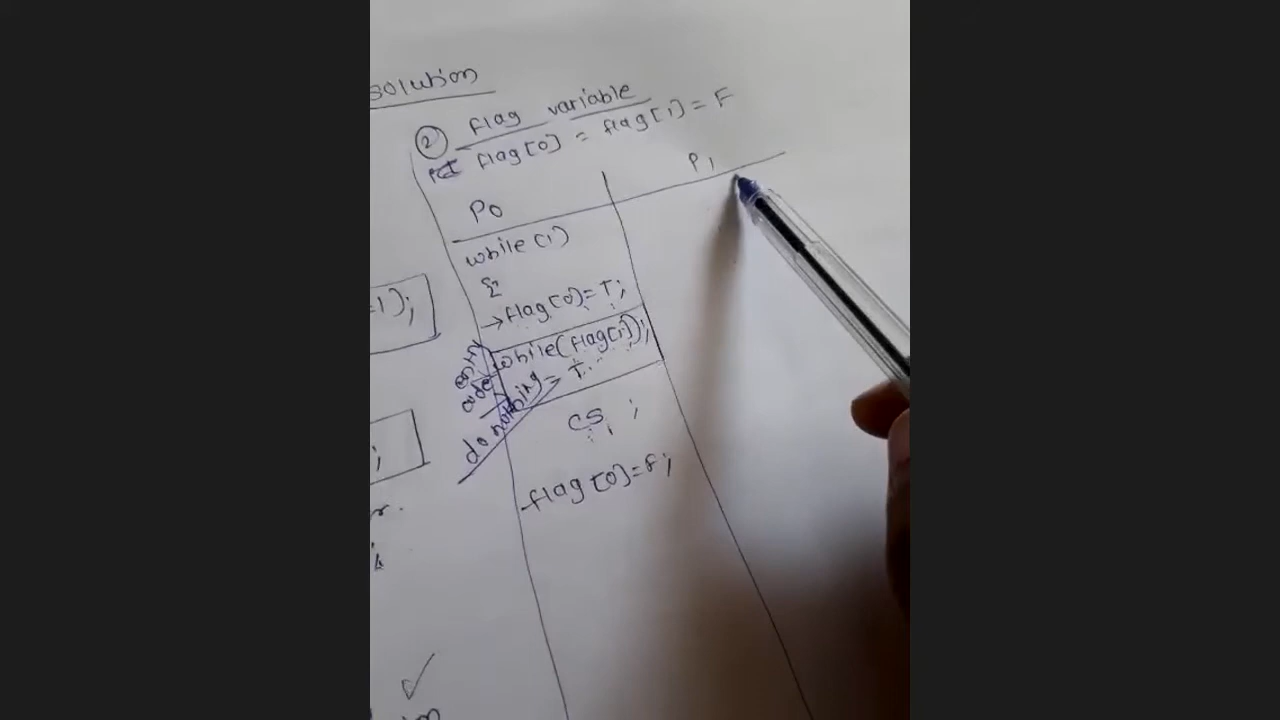 solution
② flag variable
flag[0] = flag[1] = F
P0
P1
while(1)
{
→ flag[0]=T;
entry code
while(flag[1]);
do nothing = T
CS ;
flag[0]=F;
=1);
;
r.